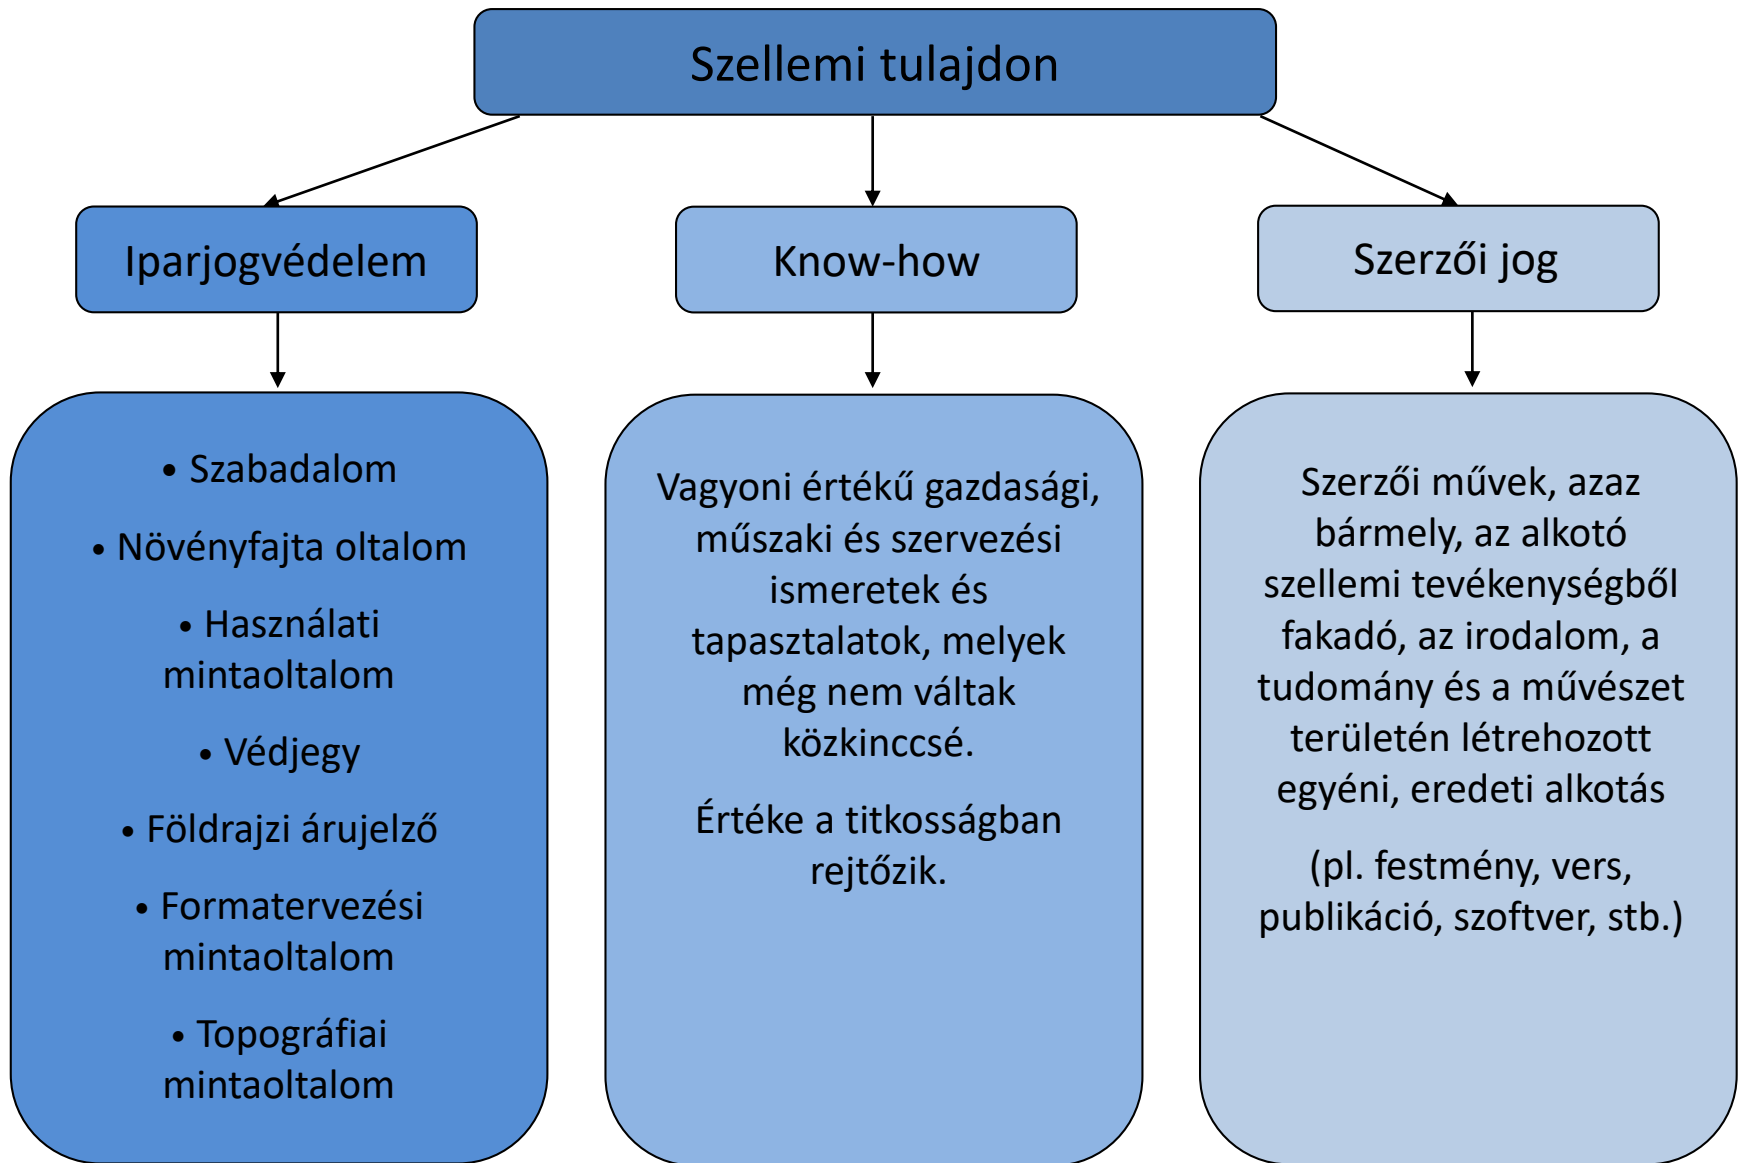 Szellemi tulajdon
Iparjogvédelem
Know-how
Szerzői jog
• Szabadalom
• Növényfajta oltalom
• Használati
mintaoltalom
• Védjegy
• Földrajzi árujelző
• Formatervezési
mintaoltalom
• Topográfiai
mintaoltalom
Vagyoni értékű gazdasági,
műszaki és szervezési
ismeretek és
tapasztalatok, melyek
még nem váltak
közkinccsé.
Értéke a titkosságban
rejtőzik.
Szerzői művek, azaz
bármely, az alkotó
szellemi tevékenységből
fakadó, az irodalom, a
tudomány és a művészet
területén létrehozott
egyéni, eredeti alkotás
(pl. festmény, vers,
publikáció, szoftver, stb.)